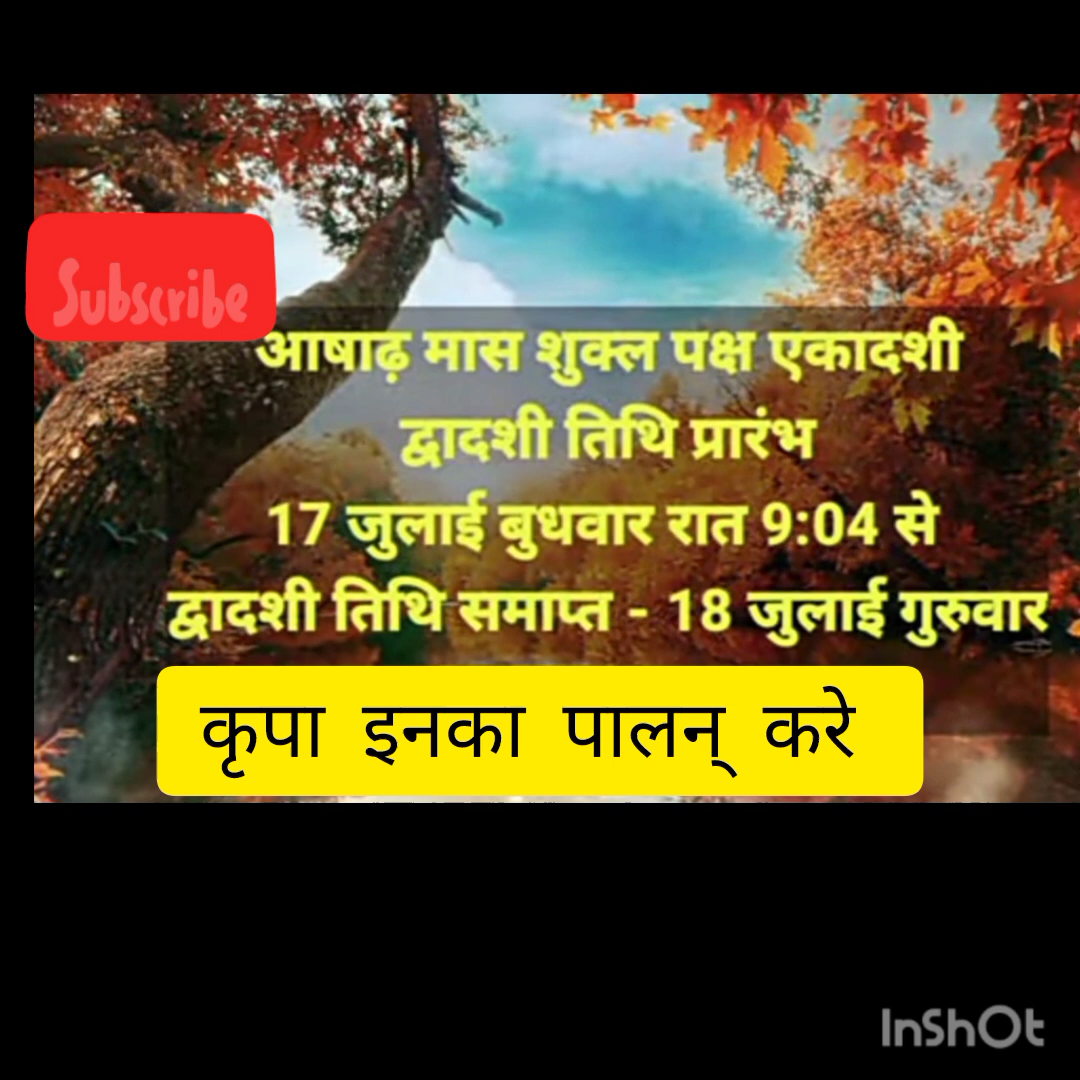 Subscribe
आषाढ़ मास शुक्ल पक्ष एकादशी
द्वादशी तिथि प्रारंभ
17 जुलाई बुधवार रात 9:04 से
द्वादशी तिथि समाप्त - 18 जुलाई गुरुवार
कृपा इनका पालन् करे
InShOt